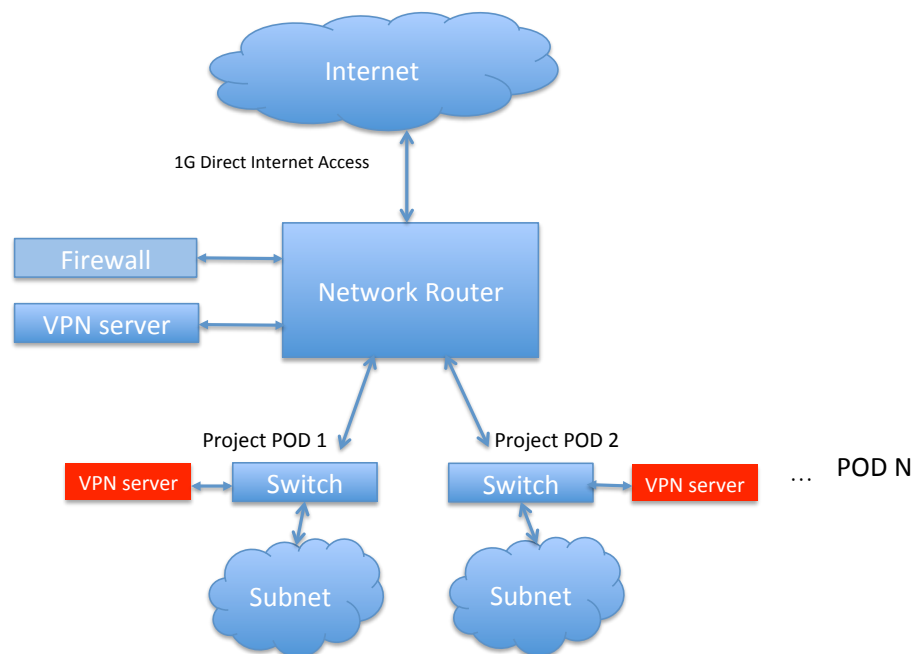 Internet
1G Direct Internet Access
Firewall
Network Router
VPN server
Project POD 1
Project POD 2
POD N
VPN server
Switch
Switch
VPN server
...
Subnet
Subnet